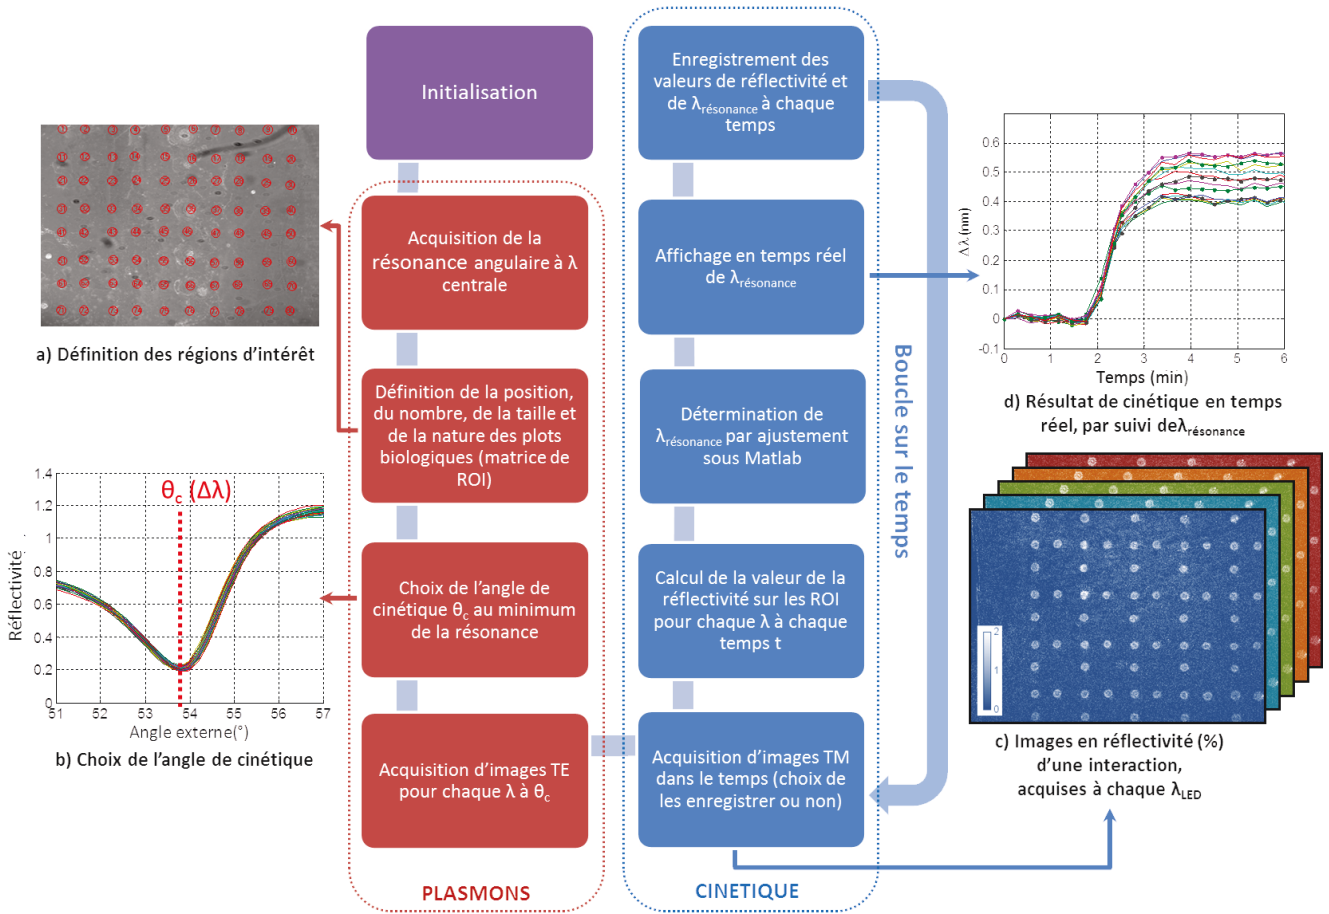 Initialisation
Acquisition de la
résonance angulaire à λ
centrale
Définition de la position,
du nombre, de la taille et
de la nature des plots
biologiques (matrice de
ROI)
Choix de l'angle de
cinétique θc au minimum
de la résonance
Acquisition d'images TE
pour chaque λ à θc
PLASMONS
Enregistrement des
valeurs de réflectivité et
de λrésonance à chaque
temps
Affichage en temps réel
de λrésonance
Détermination de
λrésonance par ajustement
sous Matlab
Calcul de la valeur de la
réflectivité sur les ROI
pour chaque λ à chaque
temps t
Acquisition d'images TM
dans le temps (choix de
les enregistrer ou non)
CINETIQUE
Boucle sur le temps
a) Définition des régions d'intérêt
1.4
1.2
1
0.8
0.6
0.4
0.2
0
Réflectivité
θc (Δλ)
51 52 53 54 55 56 57
Angle externe(°)
b) Choix de l'angle de cinétique
0.6
0.5
0.4
0.3
0.2
0.1
0
-0.1
Δλ (nm)
0 1 2 3 4 5 6
Temps (min)
d) Résultat de cinétique en temps
réel, par suivi deλrésonance
2
1
0
c) Images en réflectivité (%)
d'une interaction,
acquises à chaque λLED